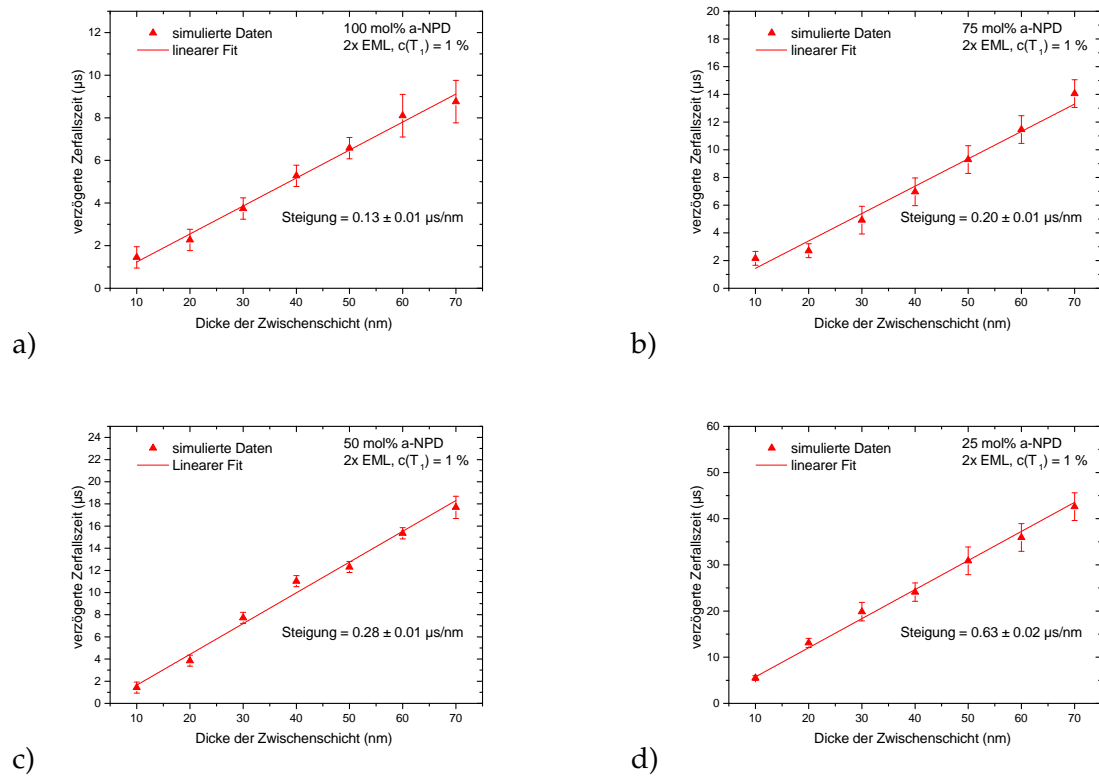 simulierte Daten
linearer Fit
100 mol% a-NPD
2x EML, c(T1) = 1 %
Steigung = 0.13 ± 0.01 µs/nm
verzögerte Zerfallszeit (µs)
12
10
8
6
4
2
0
10 20 30 40 50 60 70
Dicke der Zwischenschicht (nm)
a)
simulierte Daten
linearer Fit
75 mol% a-NPD
2x EML, c(T1) = 1 %
Steigung = 0.20 ± 0.01 µs/nm
verzögerte Zerfallszeit (µs)
20
18
16
14
12
10
8
6
4
2
0
10 20 30 40 50 60 70
Dicke der Zwischenschicht (nm)
b)
simulierte Daten
Linearer Fit
50 mol% a-NPD
2x EML, c(T1) = 1 %
Steigung = 0.28 ± 0.01 µs/nm
verzögerte Zerfallszeit (µs)
24
22
20
18
16
14
12
10
8
6
4
2
0
10 20 30 40 50 60 70
Dicke der Zwischenschicht (nm)
c)
simulierte Daten
linearer Fit
25 mol% a-NPD
2x EML, c(T1) = 1 %
Steigung = 0.63 ± 0.02 µs/nm
verzögerte Zerfallszeit (µs)
60
50
40
30
20
10
0
10 20 30 40 50 60 70
Dicke der Zwischenschicht (nm)
d)